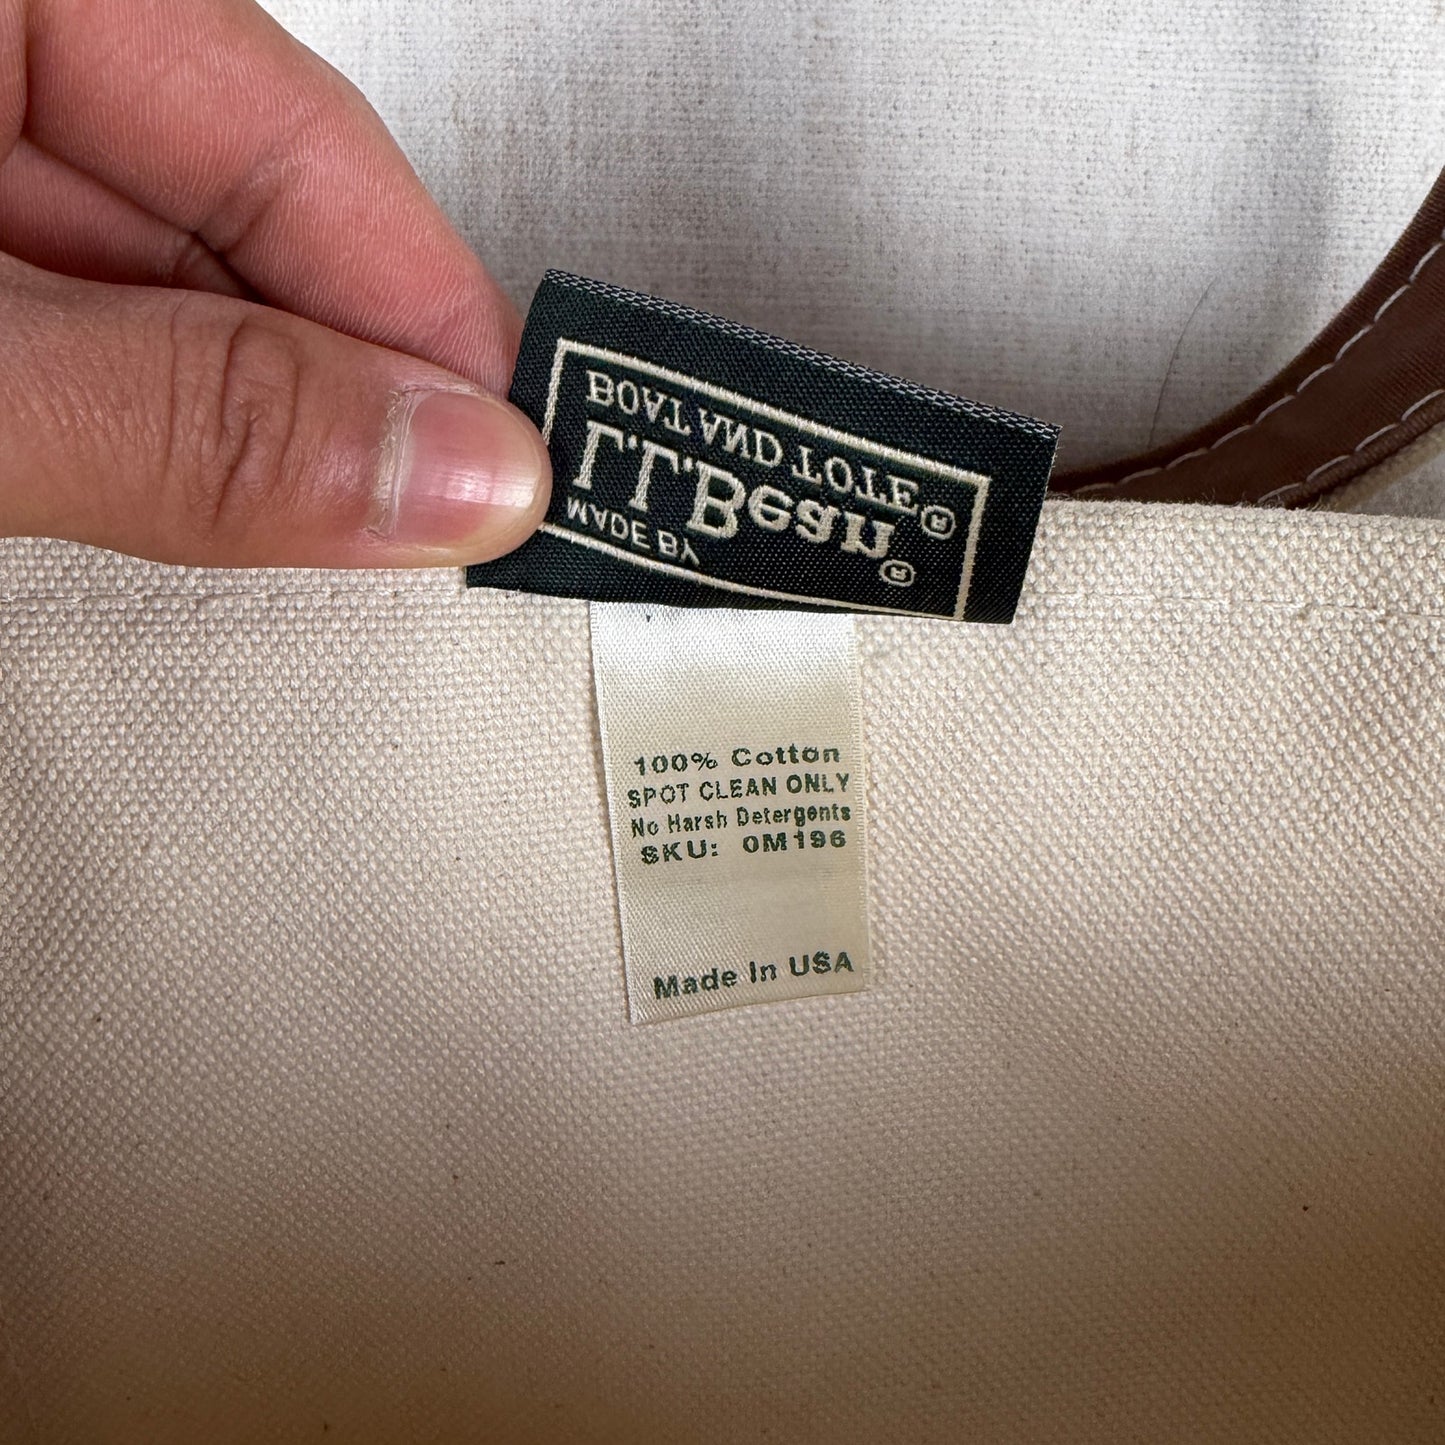 MADE BY
L.L.Bean®
BOAT AND TOTE®
100% Cotton
SPOT CLEAN ONLY
No Harsh Detergents
SKU: 0M196
Made In USA